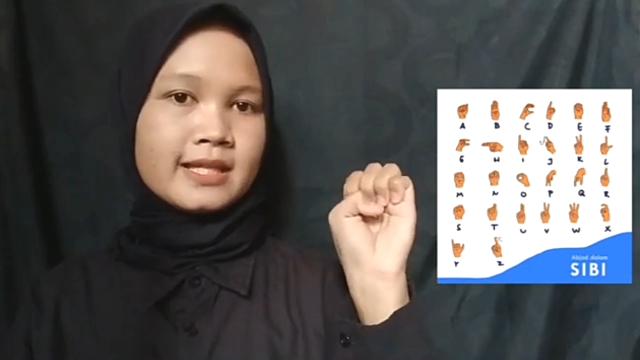 A B C D E F
G H I J K L
M N O P Q R
S T U V W X
Y Z
Abjad dalam
SIBI